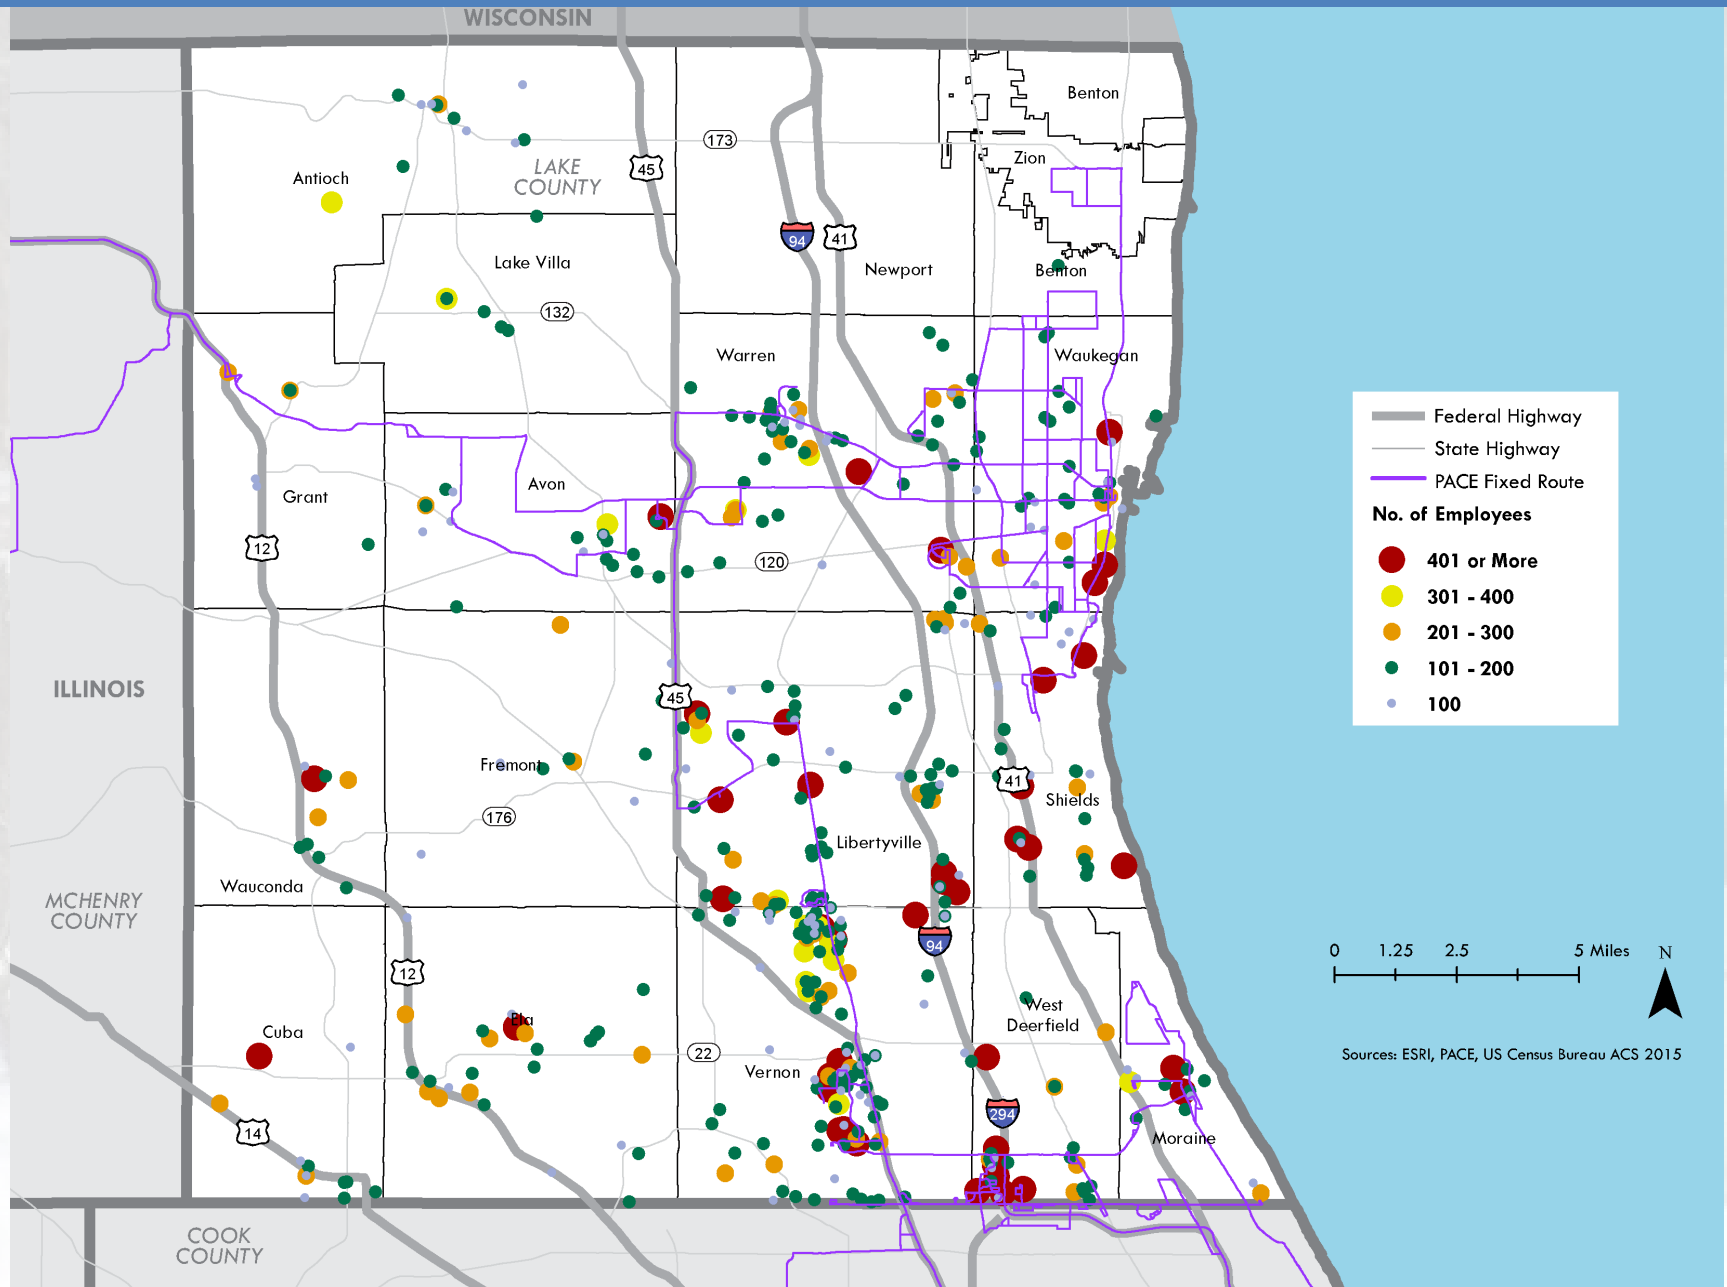 WISCONSIN
Benton
173
Zion
45
LAKE
COUNTY
Antioch
94
41
Lake Villa
Newport
Benton
132
Warren
Waukegan
Federal Highway
State Highway
PACE Fixed Route
Avon
Grant
No. of Employees
12
120
401 or More
301 - 400
201 - 300
101 - 200
100
ILLINOIS
45
Fremont
41
Shields
176
Libertyville
Wauconda
MCHENRY
COUNTY
94
0 1.25 2.5 5 Miles
N
12
West
Deerfield
Ela
Cuba
22
Sources: ESRI, PACE, US Census Bureau ACS 2015
Vernon
294
14
Moraine
COOK
COUNTY